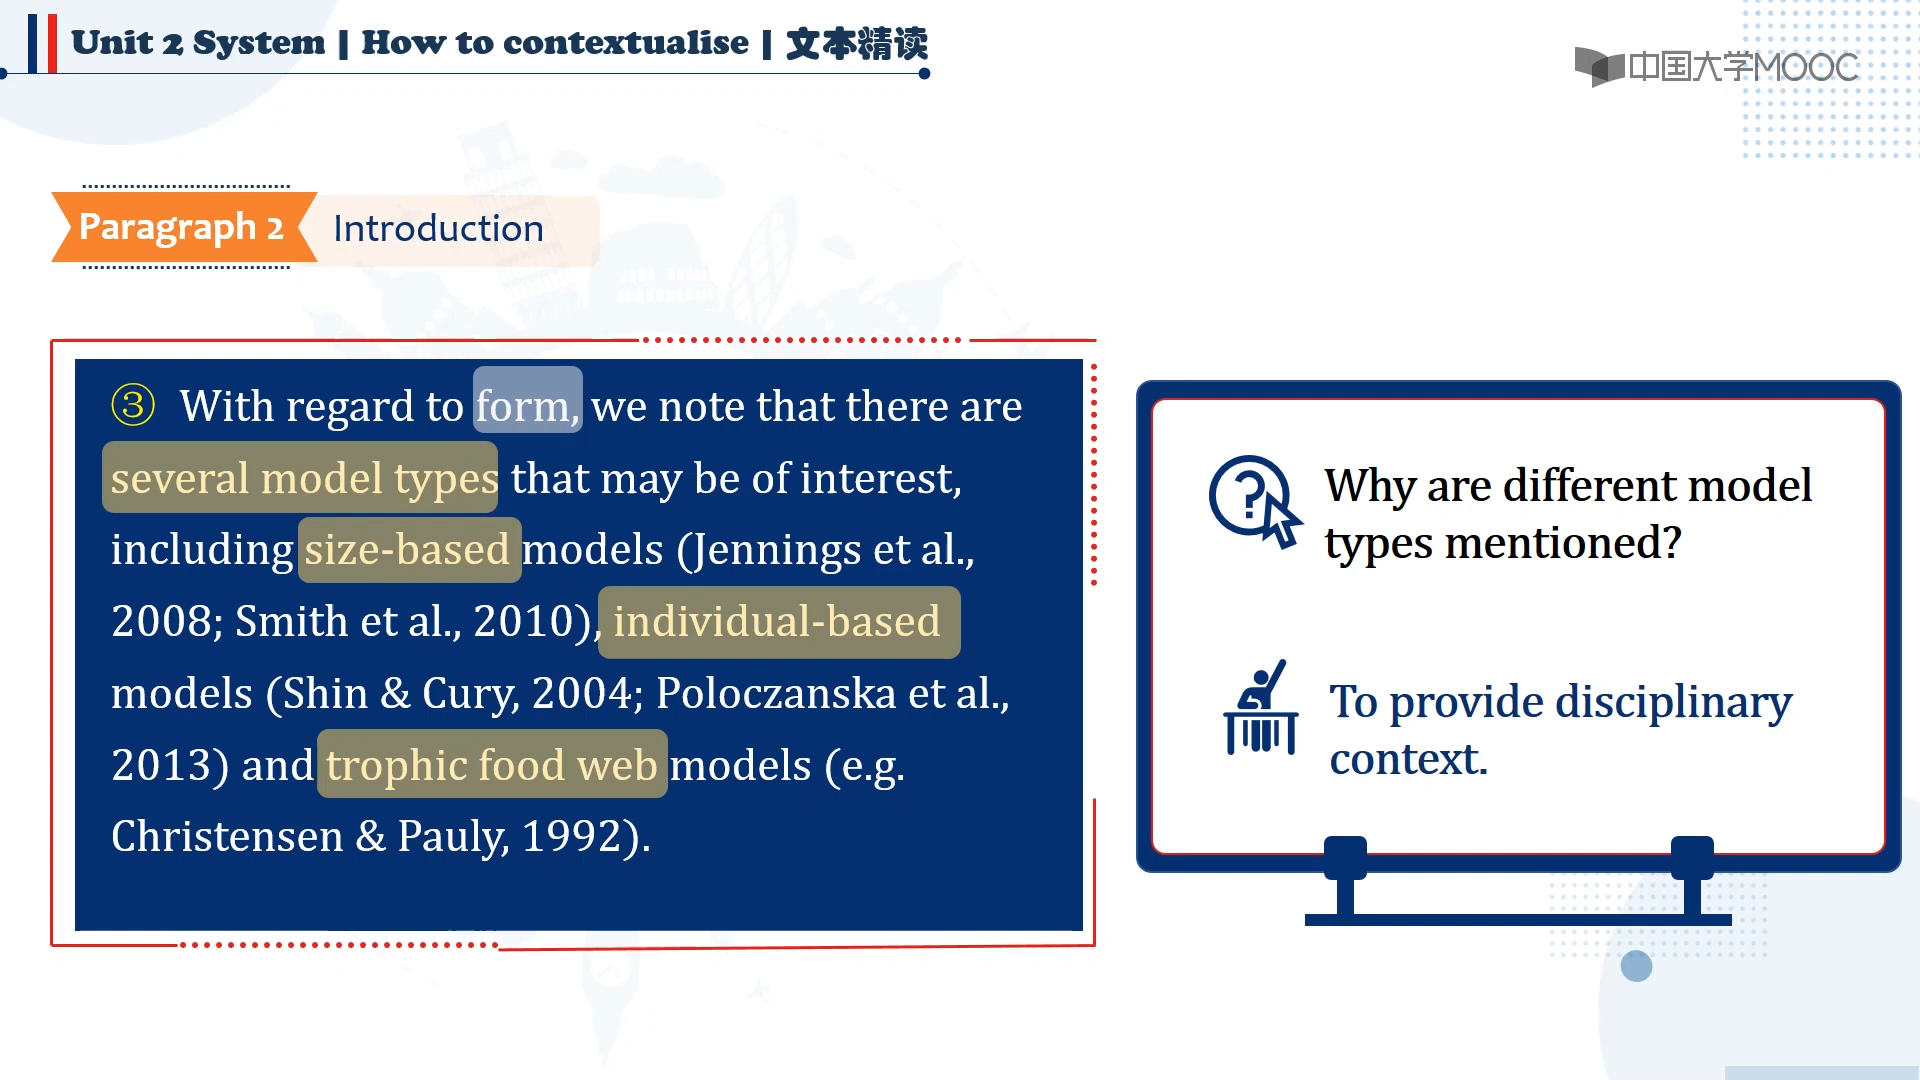 Unit 2 System | How to contextualise | 文本精读
中国大学MOOC
Paragraph 2
Introduction
③ With regard to form, we note that there are
several model types that may be of interest,
including size-based models (Jennings et al.,
2008; Smith et al., 2010), individual-based
models (Shin & Cury, 2004; Poloczanska et al.,
2013) and trophic food web models (e.g.
Christensen & Pauly, 1992).
Why are different model
types mentioned?
To provide disciplinary
context.